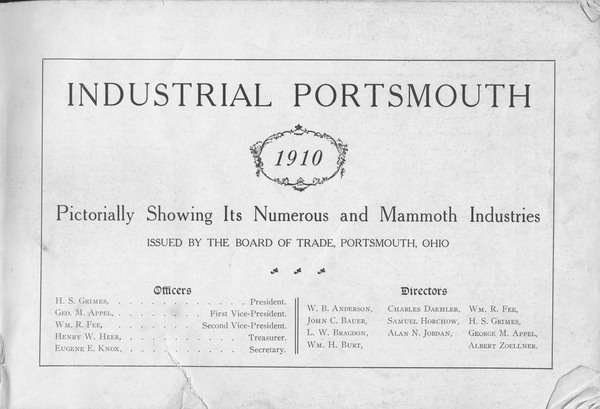 INDUSTRIAL PORTSMOUTH
1910
Pictorially Showing Its Numerous and Mammoth Industries
ISSUED BY THE BOARD OF TRADE, PORTSMOUTH, OHIO
Officers
H. S. Grimes, . . . . . . . . . . . . President.
Geo. M. Appel, . . . . . . . . First Vice-President.
Wm. R. Fee, . . . . . . . . Second Vice-President.
Henry W. Heer, . . . . . . . . . . . Treasurer.
Eugene E. Knox, . . . . . . . . . . . Secretary.
Directors
W. B. Anderson, Charles Daehler, Wm. R. Fee,
John C. Bauer, Samuel Horchow, H. S. Grimes,
L. W. Bragdon, Alan N. Jordan, George M. Appel,
Wm. H. Burt, Albert Zoellner.